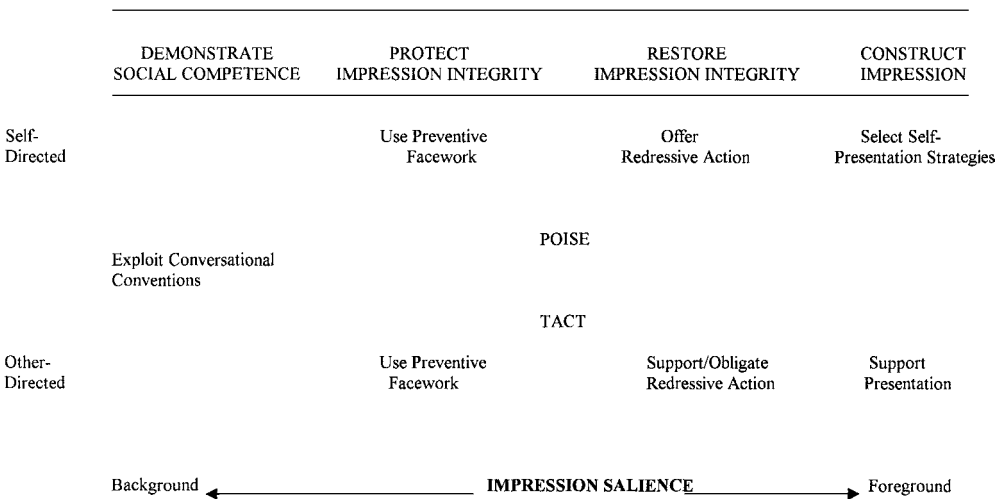 DEMONSTRATE PROTECT RESTORE CONSTRUCT
SOCIAL COMPETENCE IMPRESSION INTEGRITY IMPRESSION INTEGRITY IMPRESSION
Self- Use Preventive Offer Select Self-
Directed Facework Redressive Action Presentation Strategies
POISE
Exploit Conversational
Conventions
TACT
Other- Use Preventive Support/Obligate Support
Directed Facework Redressive Action Presentation
Background IMPRESSION SALIENCE Foreground